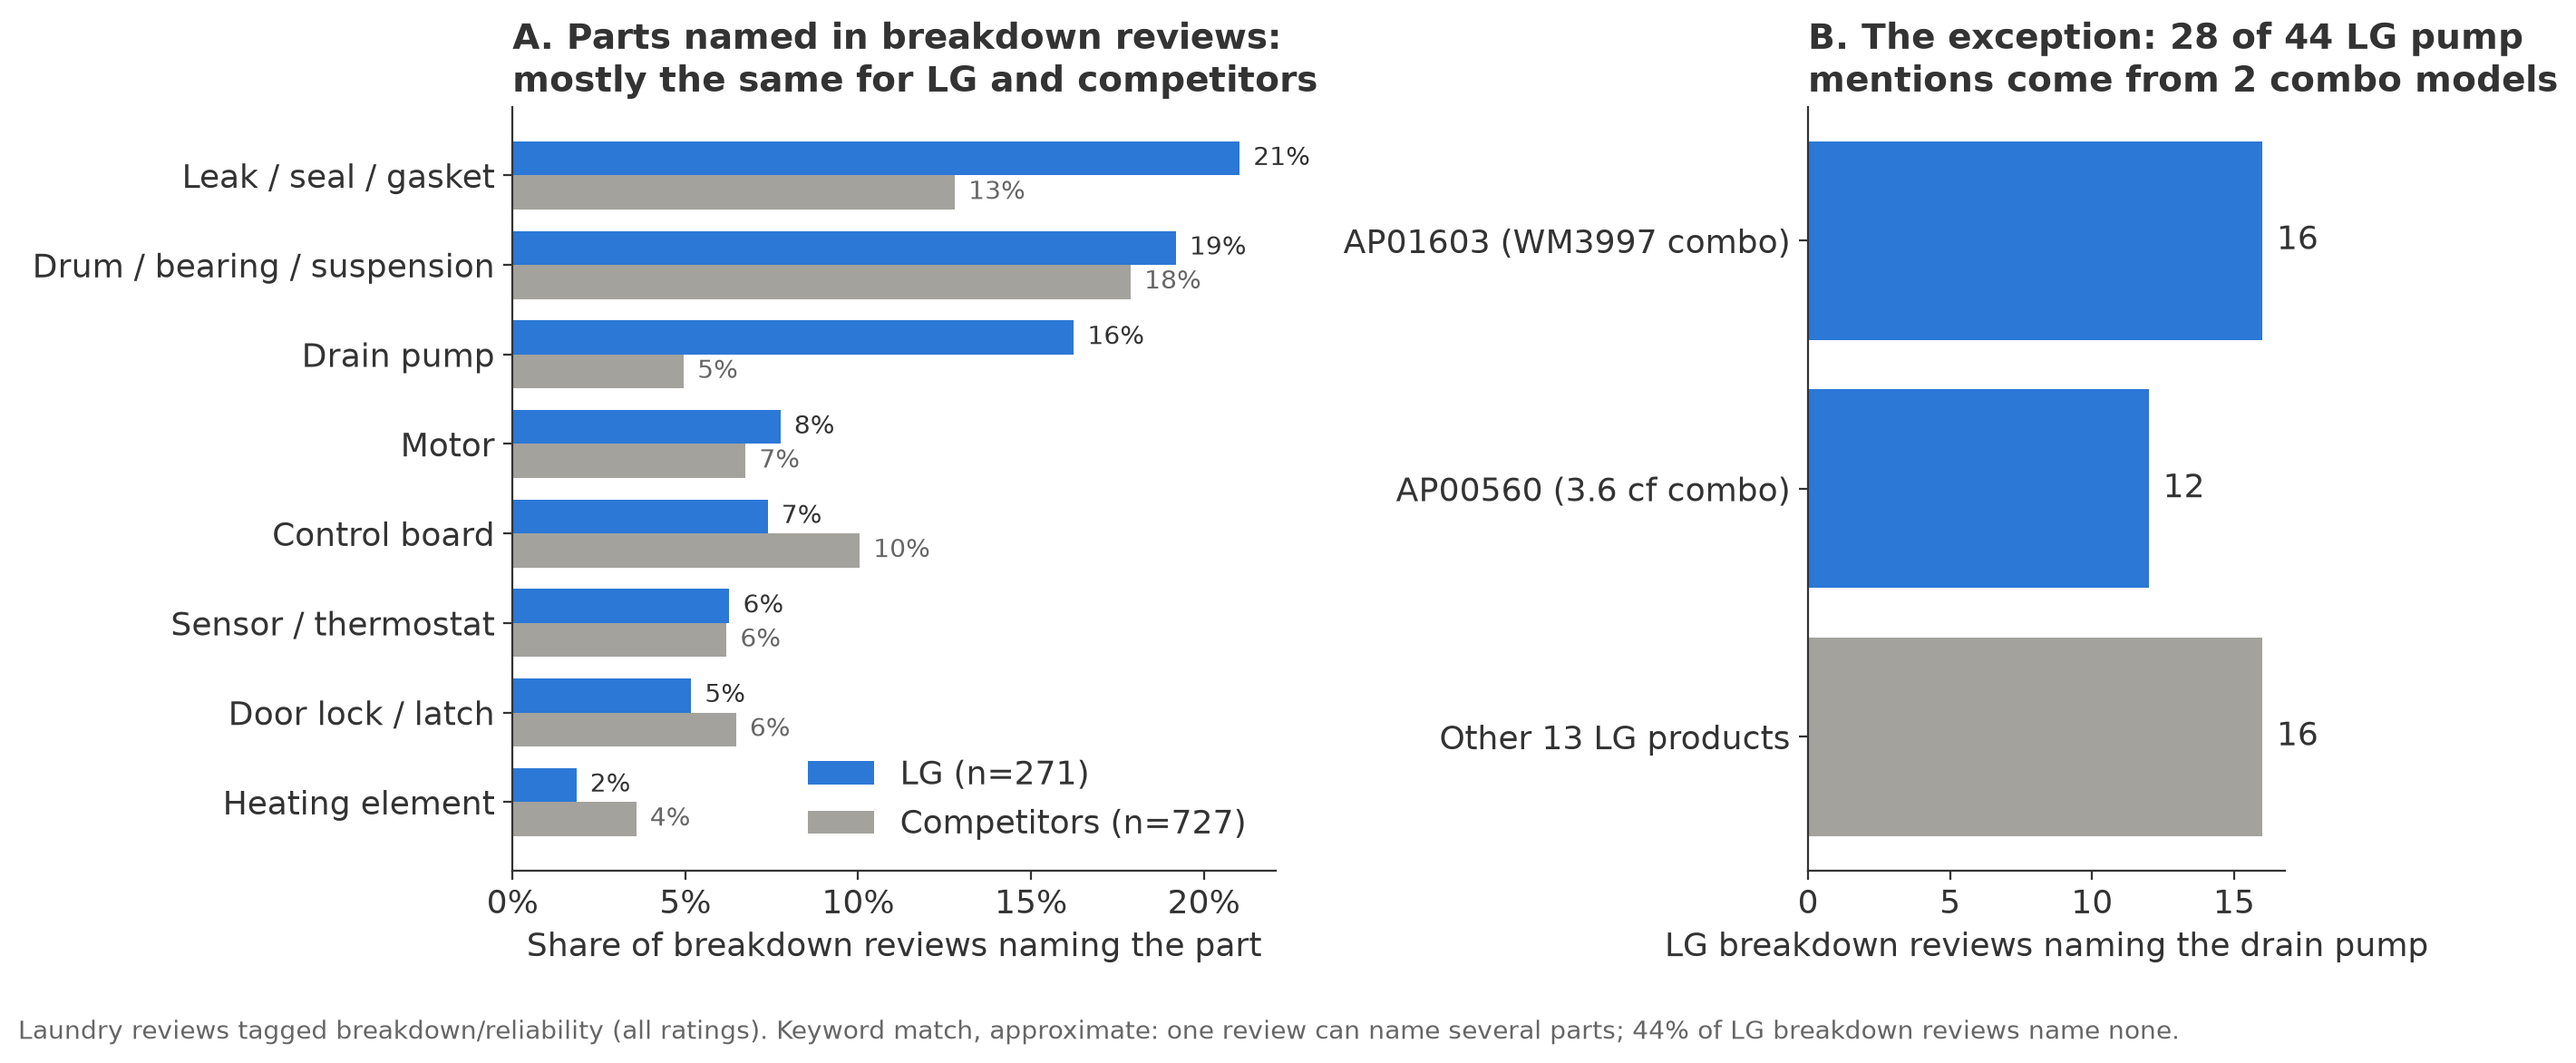 A. Parts named in breakdown reviews:
mostly the same for LG and competitors
Leak / seal / gasket
21%
13%
Drum / bearing / suspension
19%
18%
Drain pump
16%
5%
Motor
8%
7%
Control board
7%
10%
Sensor / thermostat
6%
6%
Door lock / latch
5%
6%
Heating element
2%
4%
LG (n=271)
Competitors (n=727)
0% 5% 10% 15% 20%
Share of breakdown reviews naming the part
B. The exception: 28 of 44 LG pump
mentions come from 2 combo models
AP01603 (WM3997 combo)
16
AP00560 (3.6 cf combo)
12
Other 13 LG products
16
0 5 10 15
LG breakdown reviews naming the drain pump
Laundry reviews tagged breakdown/reliability (all ratings). Keyword match, approximate: one review can name several parts; 44% of LG breakdown reviews name none.